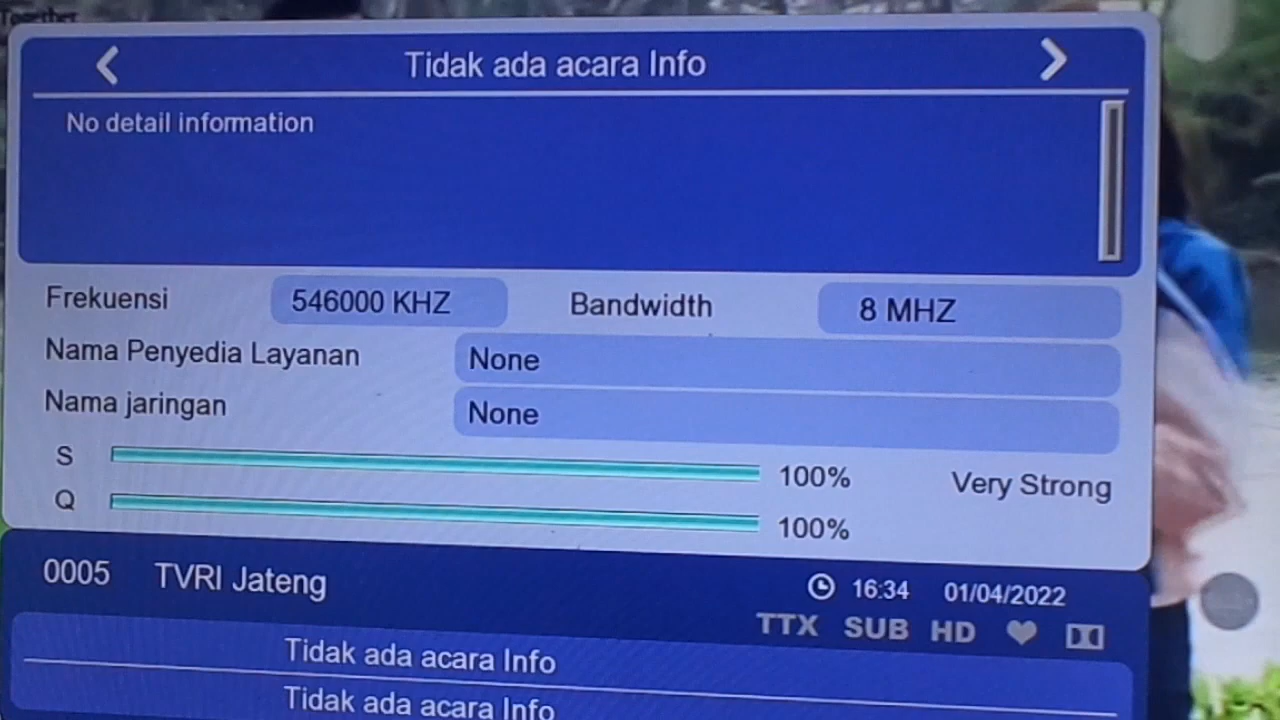 Together
Tidak ada acara Info
No detail information
Frekuensi 546000 KHZ Bandwidth 8 MHZ
Nama Penyedia Layanan None
Nama jaringan None
S 100% Very Strong
Q 100%
0005 TVRI Jateng 16:34 01/04/2022
TTX SUB HD
Tidak ada acara Info
Tidak ada acara Info